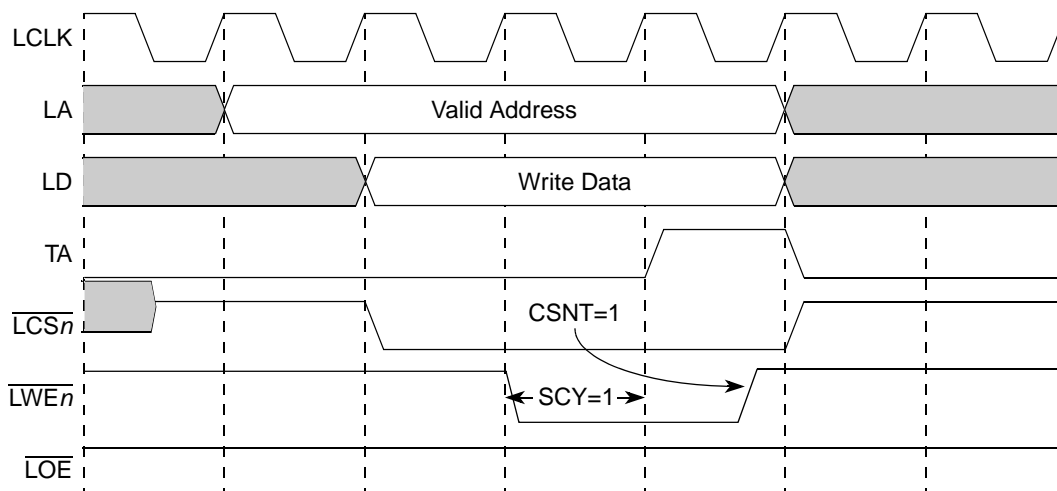 LCLK
LA
Valid Address
LD
Write Data
TA
LCSn
CSNT=1
LWEn
SCY=1
LOE